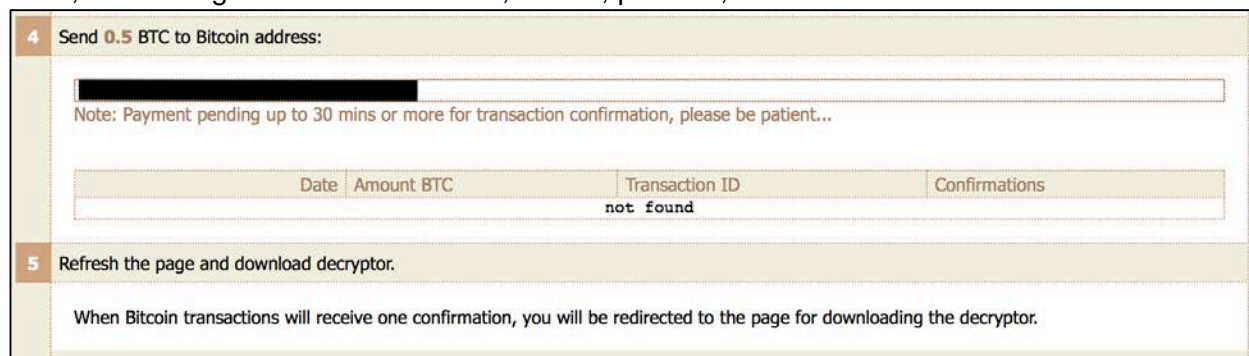 4 Send 0.5 BTC to Bitcoin address:
Note: Payment pending up to 30 mins or more for transaction confirmation, please be patient...
Date Amount BTC Transaction ID Confirmations
not found
5 Refresh the page and download decryptor.
When Bitcoin transactions will receive one confirmation, you will be redirected to the page for downloading the decryptor.